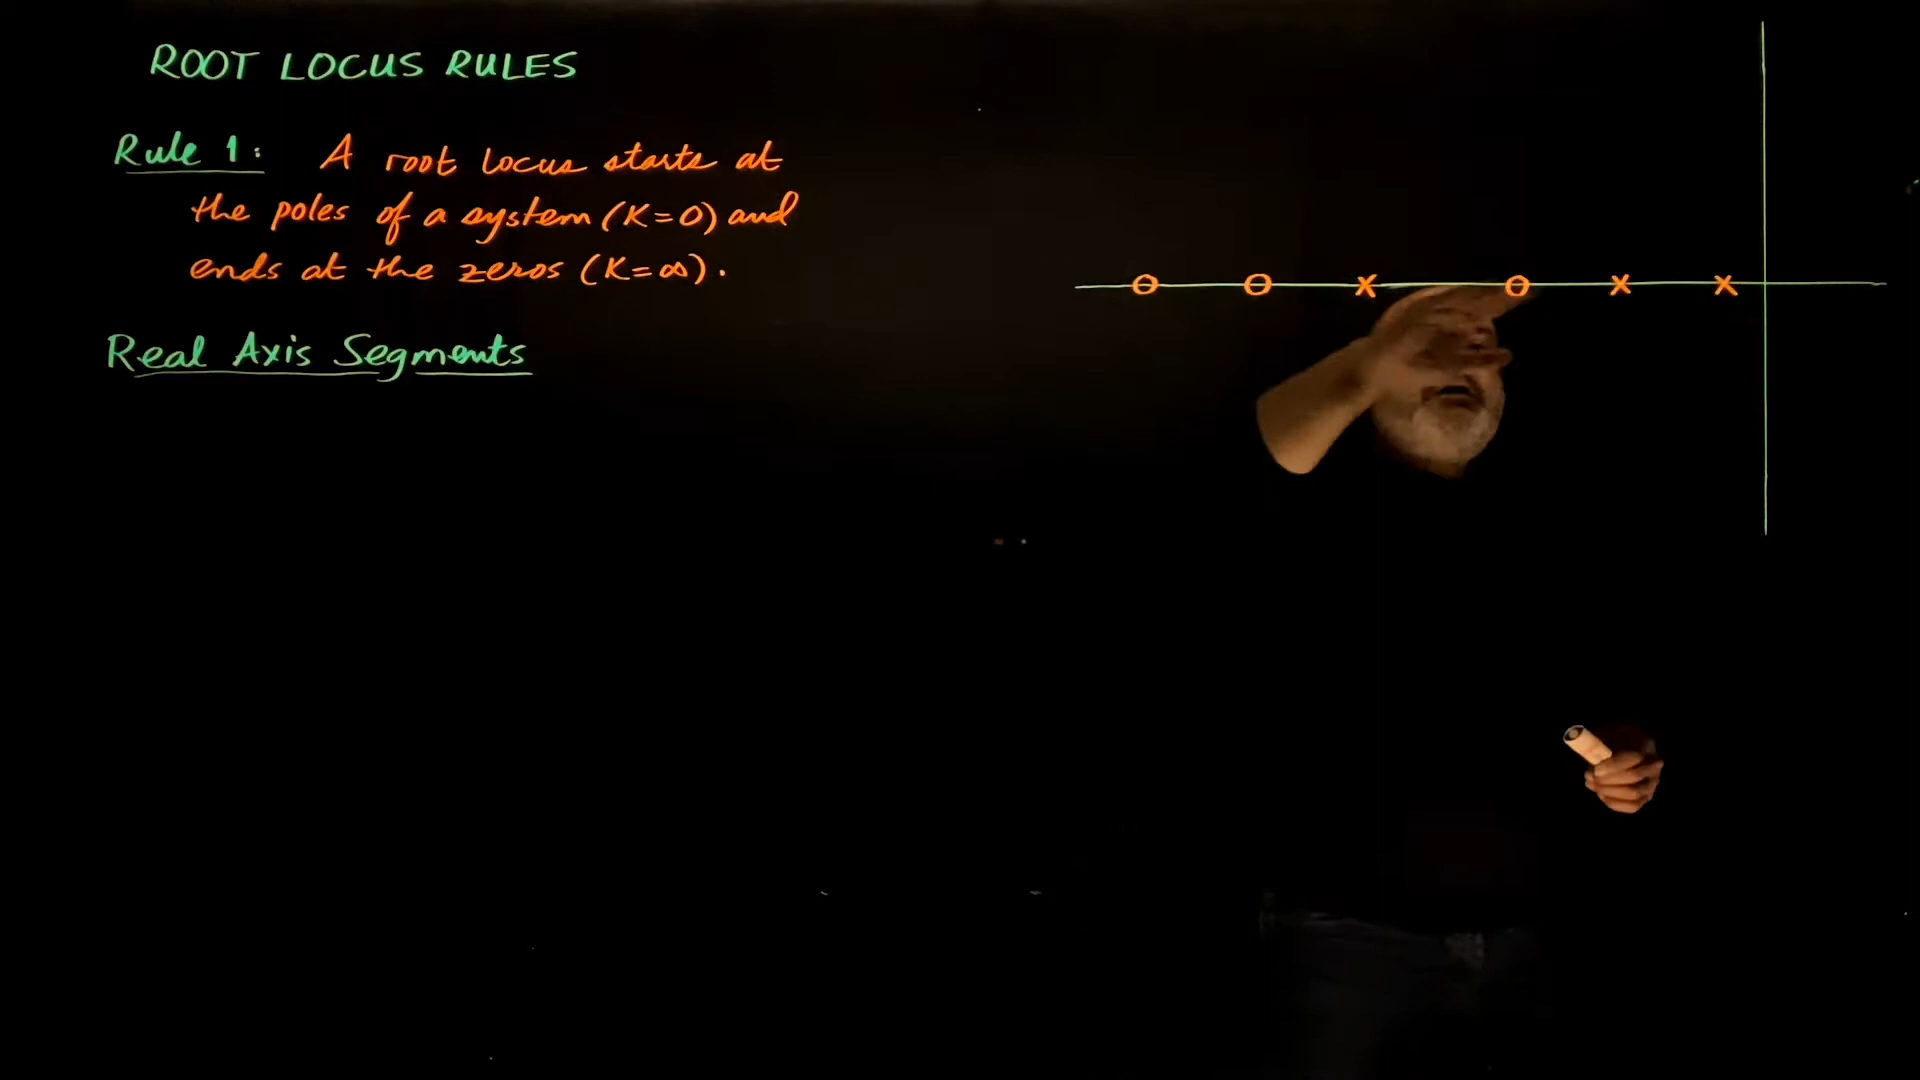 ROOT LOCUS RULES
Rule 1: A root locus starts at
the poles of a system (K=0) and
ends at the zeros (K=∞).
Real Axis Segments